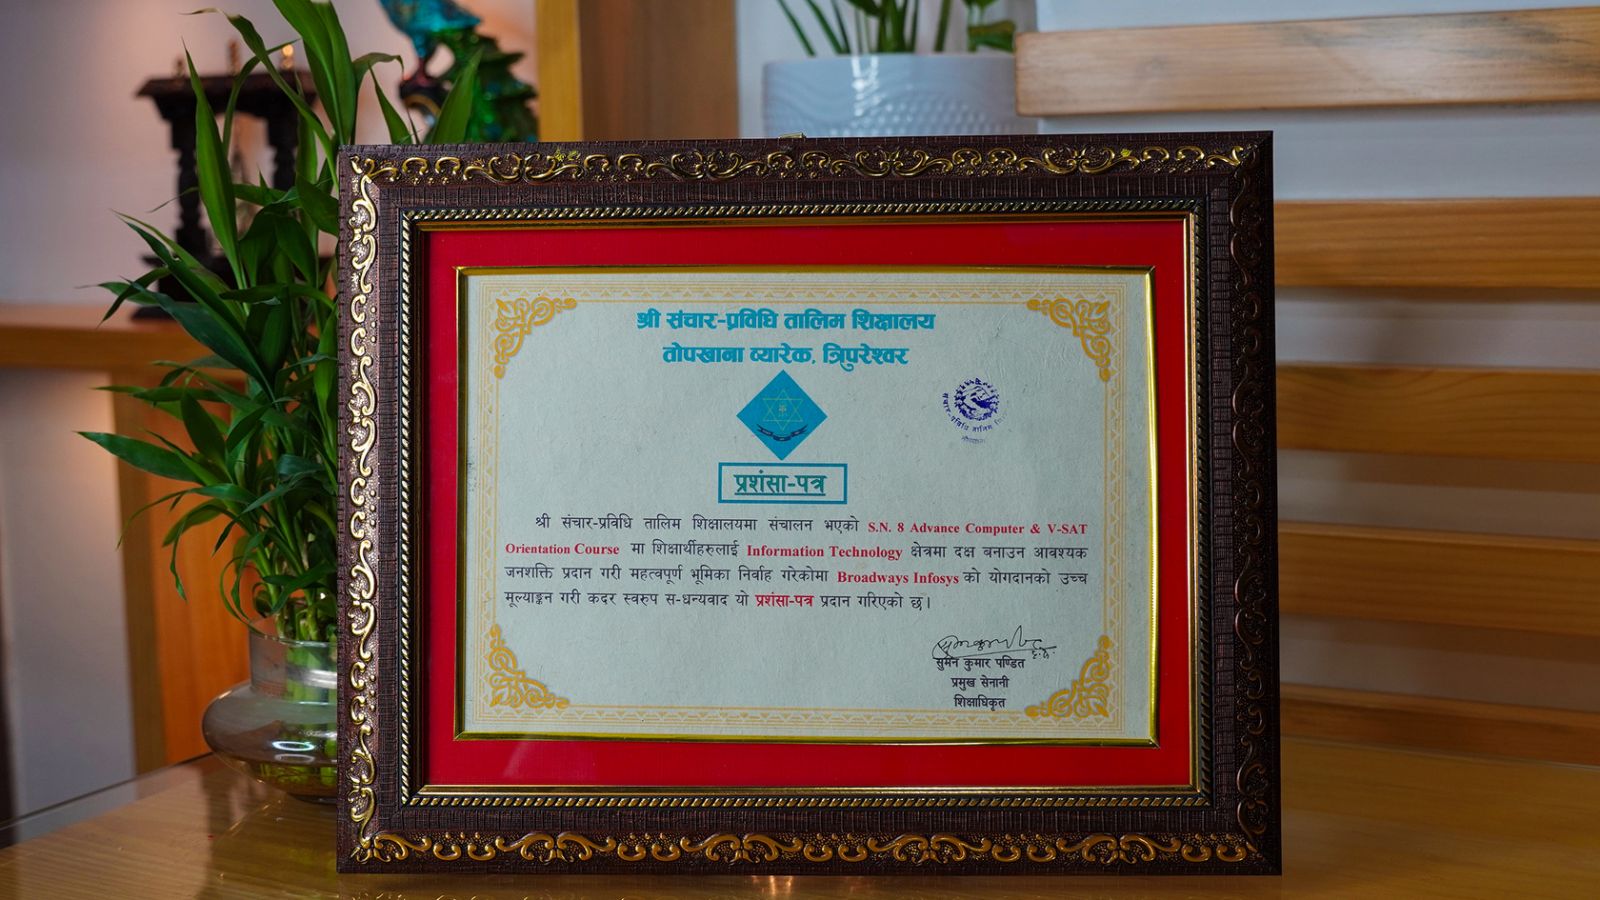 श्री संचार-प्रविधि तालिम शिक्षालय
तोपखाना ब्यारेक, त्रिपुरेश्वर
संचार-प्रविधि तालिम
प्रशंसा-पत्र
श्री संचार-प्रविधि तालिम शिक्षालयमा संचालन भएको S.N. 8 Advance Computer & V-SAT
Orientation Course मा शिक्षार्थीहरुलाई Information Technology क्षेत्रमा दक्ष बनाउन आवश्यक
जनशक्ति प्रदान गरी महत्वपूर्ण भूमिका निर्वाह गरेकोमा Broadways Infosys को योगदानको उच्च
मूल्याङ्कन गरी कदर स्वरुप स-धन्यवाद यो प्रशंसा-पत्र प्रदान गरिएको छ।
सुमन कुमार पण्डित
प्रमुख सेनानी
शिक्षाधिकृत